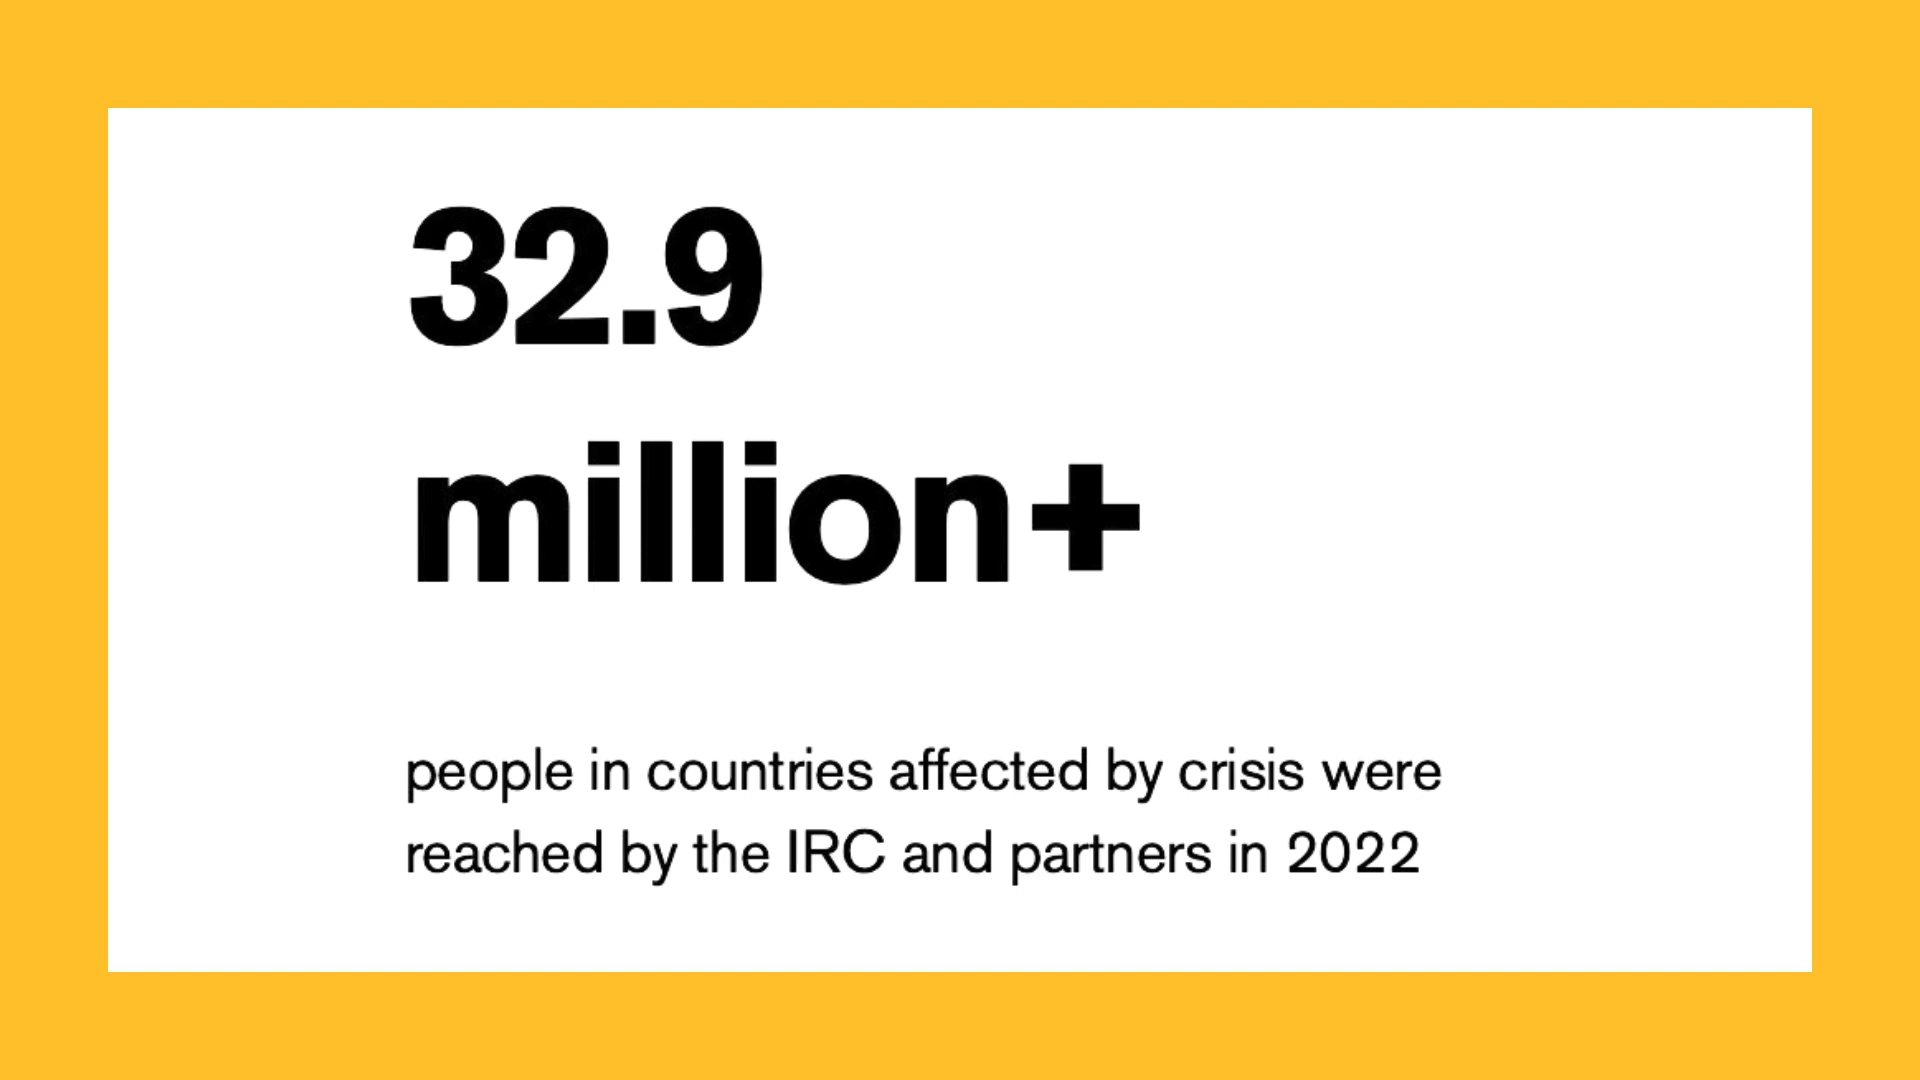 32.9
million+
people in countries affected by crisis were
reached by the IRC and partners in 2022